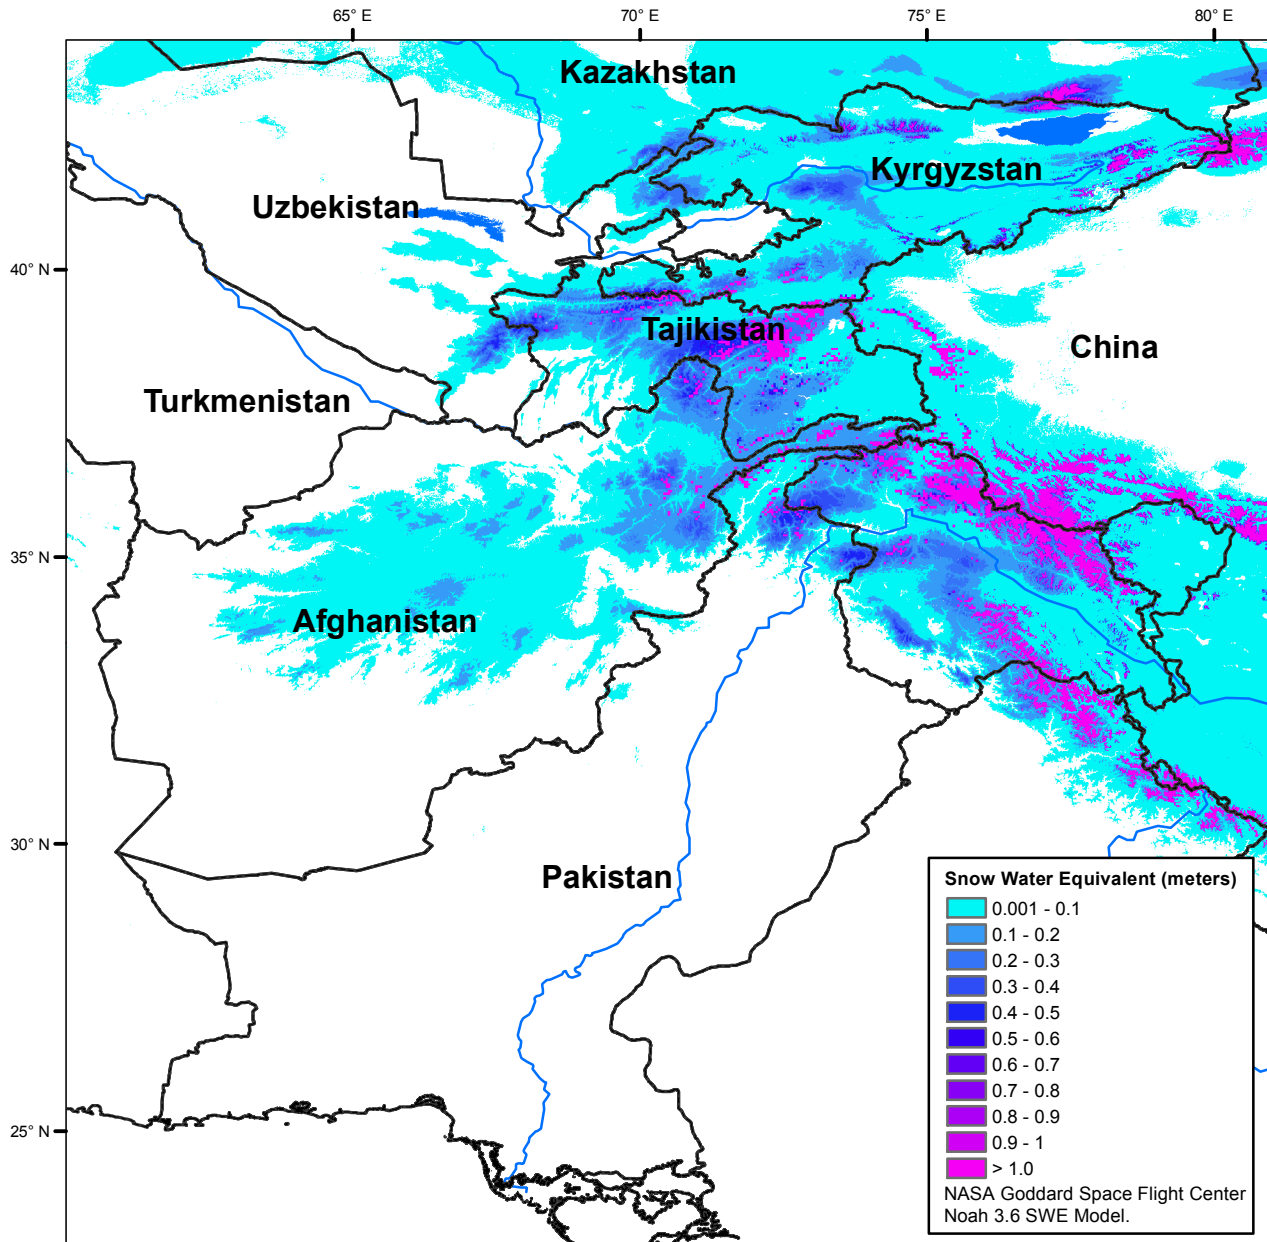 65° E
70° E
75° E
80° E
Kazakhstan
Kyrgyzstan
Uzbekistan
40° N
Tajikistan
China
Turkmenistan
35° N
Afghanistan
30° N
Pakistan
25° N
Snow Water Equivalent (meters)
0.001 - 0.1
0.1 - 0.2
0.2 - 0.3
0.3 - 0.4
0.4 - 0.5
0.5 - 0.6
0.6 - 0.7
0.7 - 0.8
0.8 - 0.9
0.9 - 1
> 1.0
NASA Goddard Space Flight Center
Noah 3.6 SWE Model.